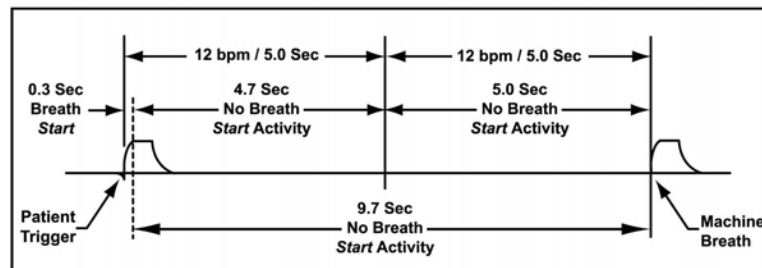 12 bpm / 5.0 Sec
12 bpm / 5.0 Sec
0.3 Sec
Breath
Start
4.7 Sec
No Breath
Start Activity
5.0 Sec
No Breath
Start Activity
Patient
Trigger
9.7 Sec
No Breath
Start Activity
Machine
Breath